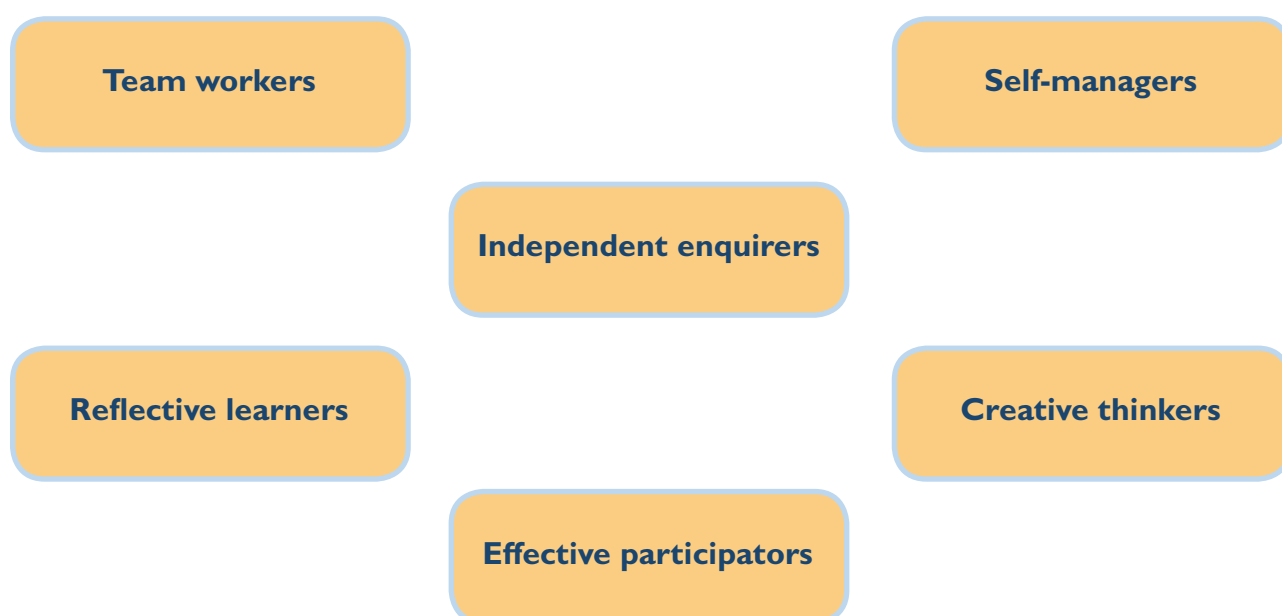 Team workers
Self-managers
Independent enquirers
Reflective learners
Creative thinkers
Effective participators